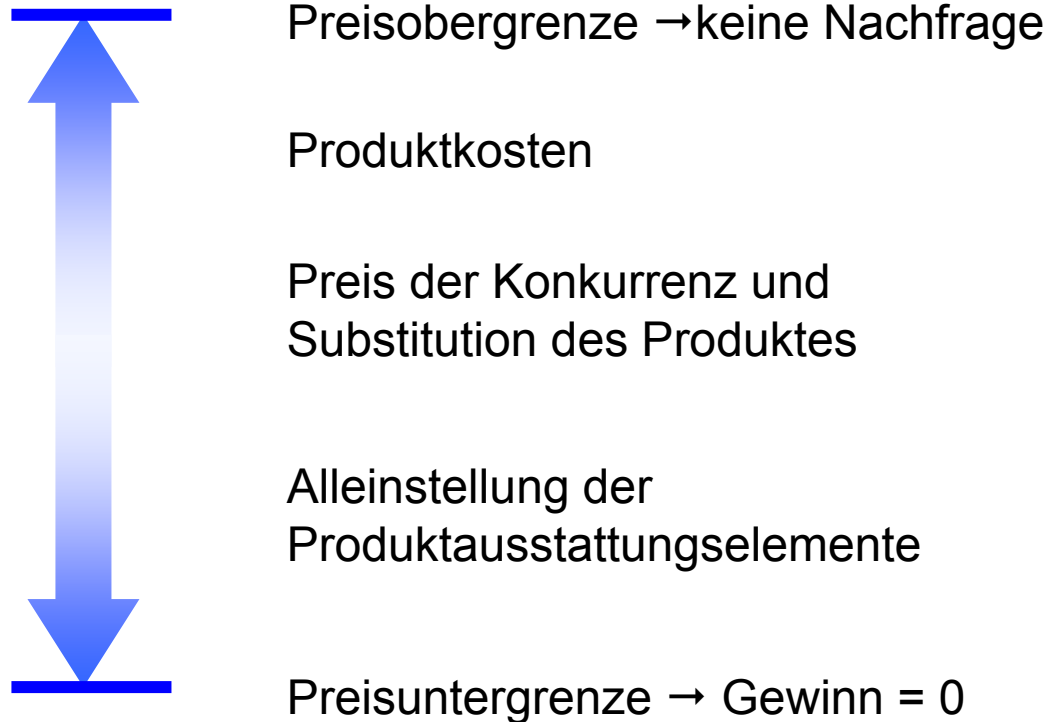 Preisobergrenze →keine Nachfrage
Produktkosten
Preis der Konkurrenz und
Substitution des Produktes
Alleinstellung der
Produktausstattungselemente
Preisuntergrenze → Gewinn = 0